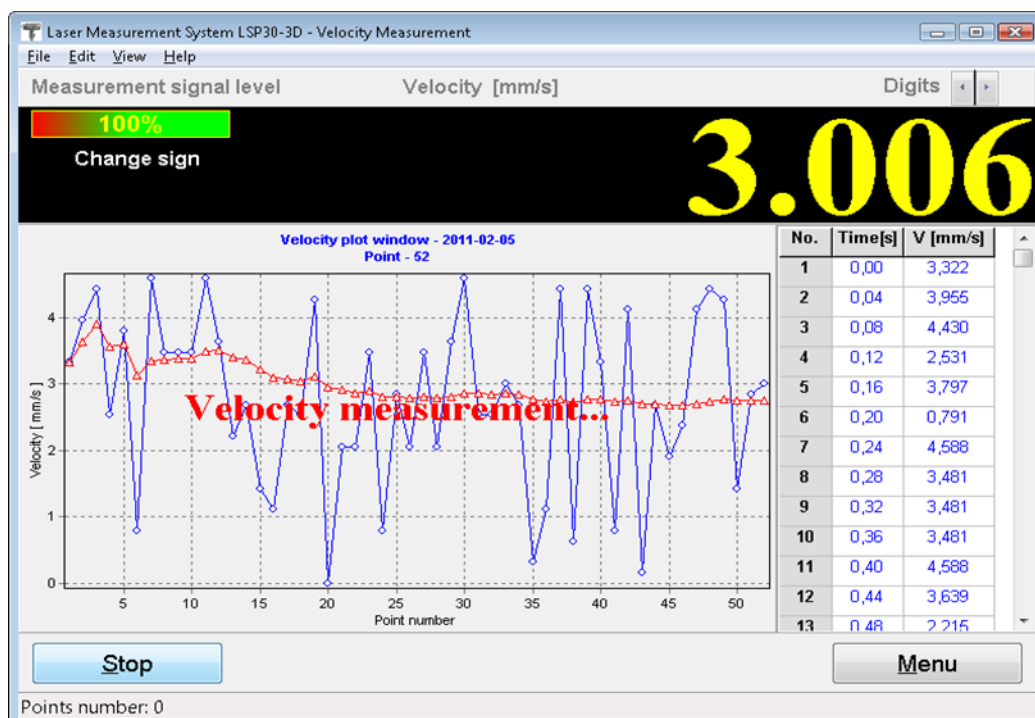 Laser Measurement System LSP30-3D - Velocity Measurement
File Edit View Help
Measurement signal level Velocity [mm/s] Digits
100%
Change sign
3.006
Velocity plot window - 2011-02-05
Point - 52
Velocity [ mm/s ]
4
3
2
1
0
Velocity measurement...
5 10 15 20 25 30 35 40 45 50
Point number
No. Time[s] V [mm/s]
1 0,00 3,322
2 0,04 3,955
3 0,08 4,430
4 0,12 2,531
5 0,16 3,797
6 0,20 0,791
7 0,24 4,588
8 0,28 3,481
9 0,32 3,481
10 0,36 3,481
11 0,40 4,588
12 0,44 3,639
13 0,48 2,215
Stop Menu
Points number: 0